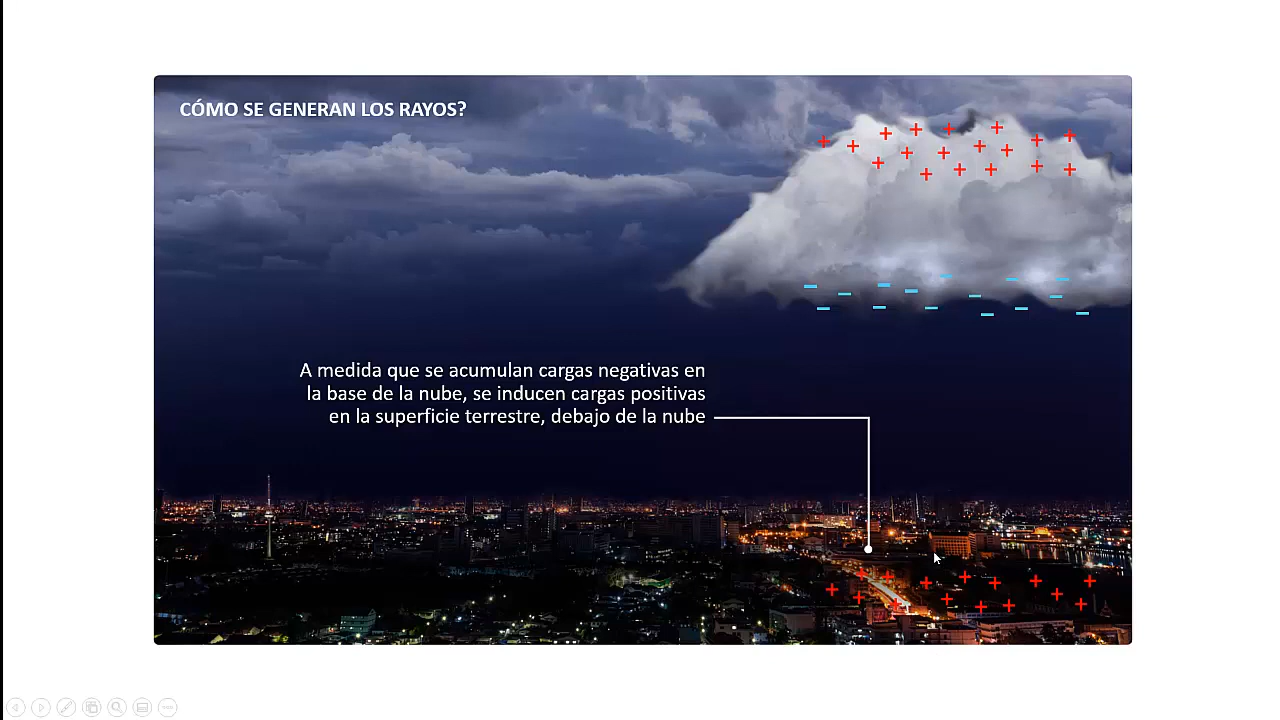 CÓMO SE GENERAN LOS RAYOS?
A medida que se acumulan cargas negativas en
la base de la nube, se inducen cargas positivas
en la superficie terrestre, debajo de la nube